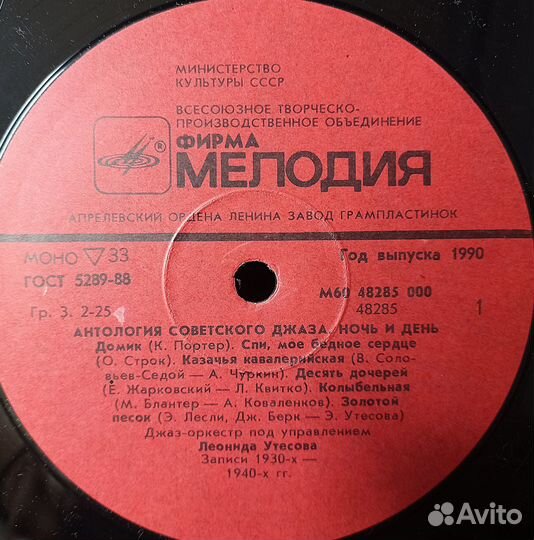 МИНИСТЕРСТВО
КУЛЬТУРЫ СССР
ВСЕСОЮЗНОЕ ТВОРЧЕСКО-
ПРОИЗВОДСТВЕННОЕ ОБЪЕДИНЕНИЕ
®
ФИРМА
МЕЛОДИЯ
АПРЕЛЕВСКИЙ ОРДЕНА ЛЕНИНА ЗАВОД ГРАМПЛАСТИНОК
МОНО ▽ 33
Год выпуска 1990
ГОСТ 5289-88
М60 48285 000
Гр. 3. 2-25
48285
1
АНТОЛОГИЯ СОВЕТСКОГО ДЖАЗА. НОЧЬ И ДЕНЬ
Домик (К. Портер). Спи, мое бедное сердце
(О. Строк). Казачья кавалерийская (В. Соло-
вьев-Седой — А. Чуркин). Десять дочерей
(Е. Жарковский — Л. Квитко). Колыбельная
(М. Блантер — А. Коваленков). Золотой
песок (Э. Лесли, Дж. Берк — Э. Утесова)
Джаз-оркестр под управлением
Леонида Утесова
Записи 1930-х —
1940-х гг.
Avito